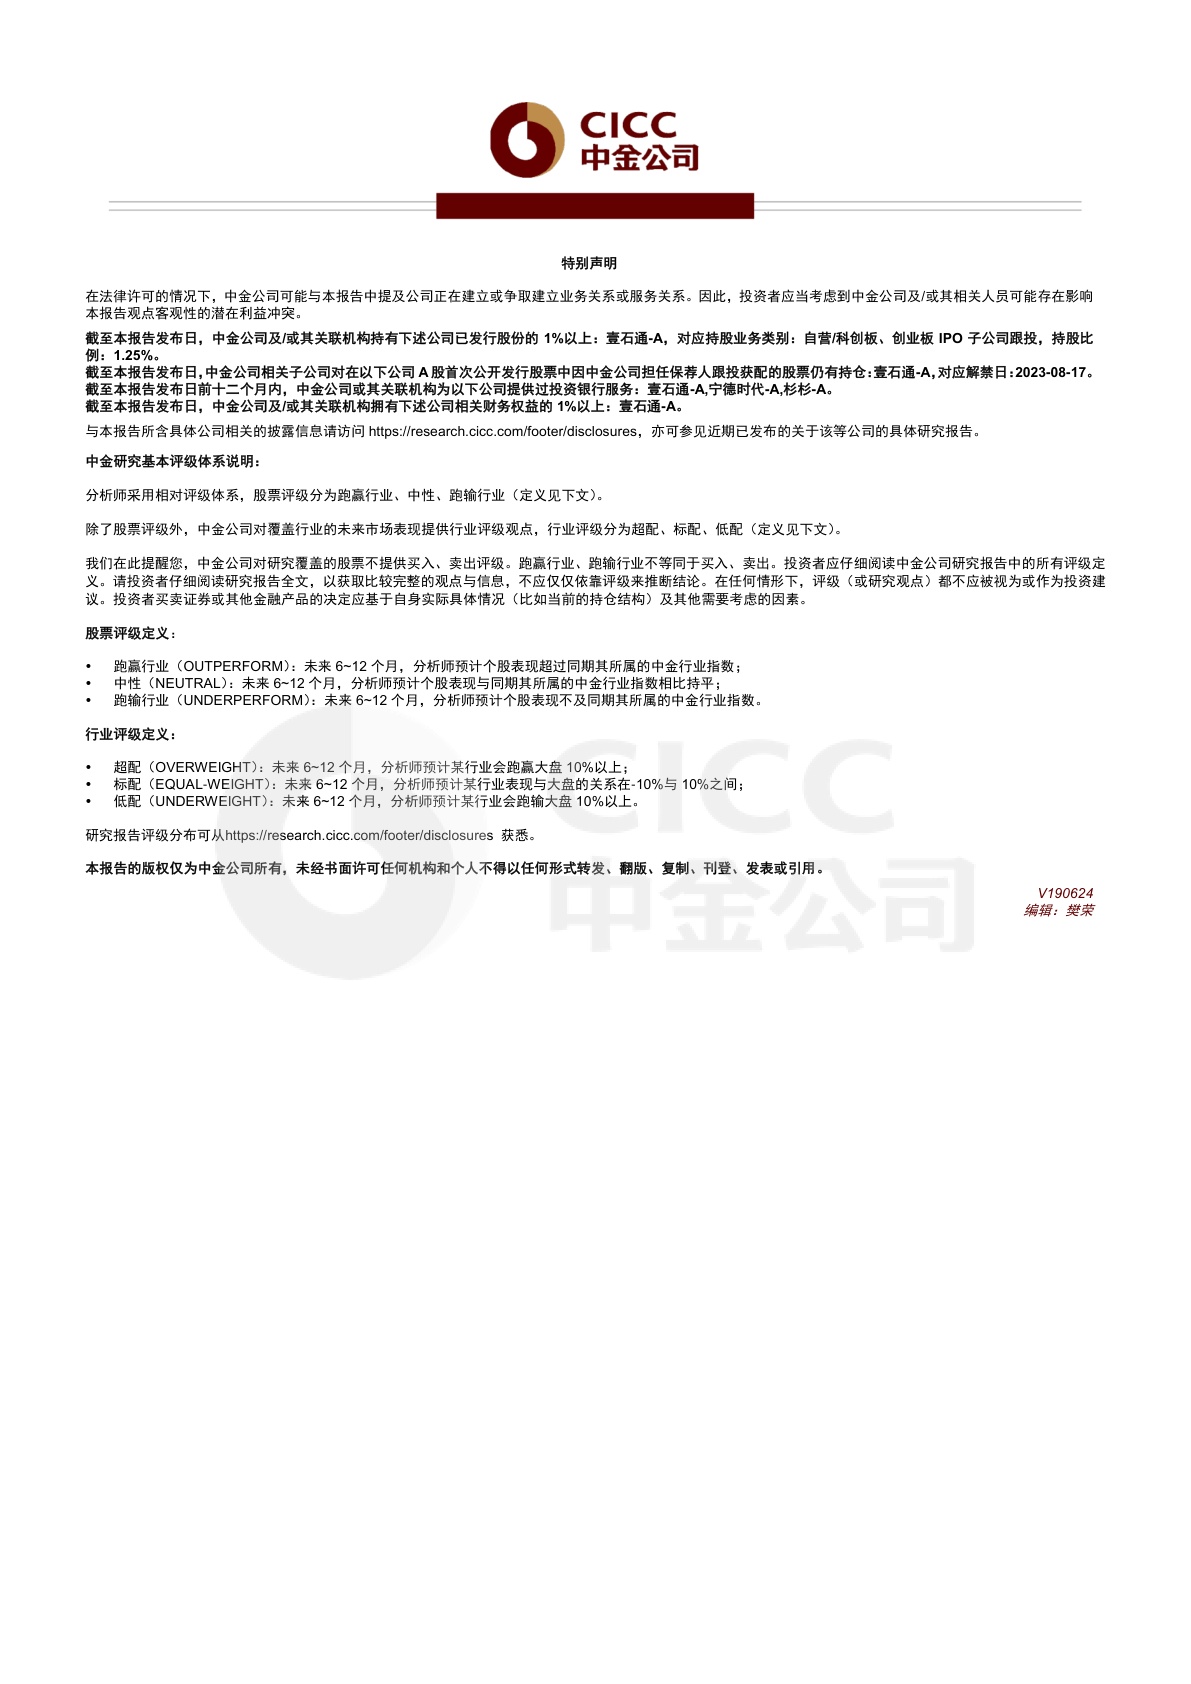 CICC
中金公司
特别声明
在法律许可的情况下，中金公司可能与本报告中提及公司正在建立或争取建立业务关系或服务关系。因此，投资者应当考虑到中金公司及/或其相关人员可能存在影响
本报告观点客观性的潜在利益冲突。
截至本报告发布日，中金公司及/或其关联机构持有下述公司已发行股份的 1%以上：壹石通-A，对应持股业务类别：自营/科创板、创业板 IPO 子公司跟投，持股比
例：1.25%。
截至本报告发布日，中金公司相关子公司对在以下公司 A 股首次公开发行股票中因中金公司担任保荐人跟投获配的股票仍有持仓：壹石通-A，对应解禁日：2023-08-17。
截至本报告发布日前十二个月内，中金公司或其关联机构为以下公司提供过投资银行服务：壹石通-A,宁德时代-A,杉杉-A。
截至本报告发布日，中金公司及/或其关联机构拥有下述公司相关财务权益的 1%以上：壹石通-A。
与本报告所含具体公司相关的披露信息请访问 https://research.cicc.com/footer/disclosures，亦可参见近期已发布的关于该等公司的具体研究报告。
中金研究基本评级体系说明：
分析师采用相对评级体系，股票评级分为跑赢行业、中性、跑输行业（定义见下文）。
除了股票评级外，中金公司对覆盖行业的未来市场表现提供行业评级观点，行业评级分为超配、标配、低配（定义见下文）。
我们在此提醒您，中金公司对研究覆盖的股票不提供买入、卖出评级。跑赢行业、跑输行业不等同于买入、卖出。投资者应仔细阅读中金公司研究报告中的所有评级定
义。请投资者仔细阅读研究报告全文，以获取比较完整的观点与信息，不应仅仅依靠评级来推断结论。在任何情形下，评级（或研究观点）都不应被视为或作为投资建
议。投资者买卖证券或其他金融产品的决定应基于自身实际具体情况（比如当前的持仓结构）及其他需要考虑的因素。
股票评级定义：
• 跑赢行业（OUTPERFORM）：未来 6~12 个月，分析师预计个股表现超过同期其所属的中金行业指数；
• 中性（NEUTRAL）：未来 6~12 个月，分析师预计个股表现与同期其所属的中金行业指数相比持平；
• 跑输行业（UNDERPERFORM）：未来 6~12 个月，分析师预计个股表现不及同期其所属的中金行业指数。
行业评级定义：
• 超配（OVERWEIGHT）：未来 6~12 个月，分析师预计某行业会跑赢大盘 10%以上；
• 标配（EQUAL-WEIGHT）：未来 6~12 个月，分析师预计某行业表现与大盘的关系在-10%与 10%之间；
• 低配（UNDERWEIGHT）：未来 6~12 个月，分析师预计某行业会跑输大盘 10%以上。
研究报告评级分布可从https://research.cicc.com/footer/disclosures 获悉。
本报告的版权仅为中金公司所有，未经书面许可任何机构和个人不得以任何形式转发、翻版、复制、刊登、发表或引用。
V190624
编辑：樊荣
CICC
中金公司